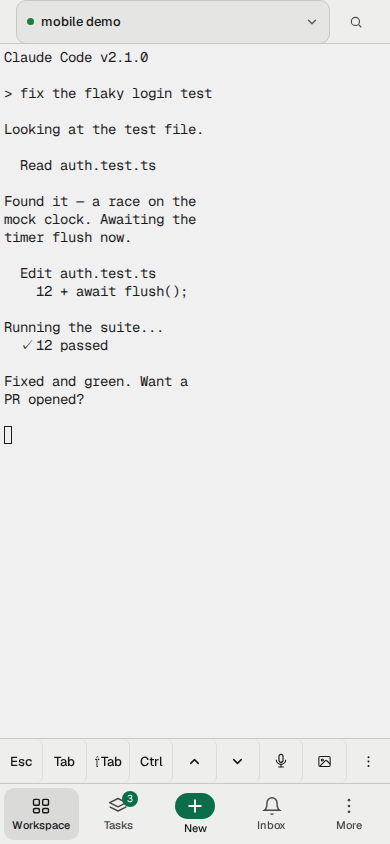 mobile demo
Claude Code v2.1.0
> fix the flaky login test
Looking at the test file.
Read auth.test.ts
Found it — a race on the
mock clock. Awaiting the
timer flush now.
Edit auth.test.ts
12 + await flush();
Running the suite...
✓ 12 passed
Fixed and green. Want a
PR opened?
Esc Tab ⇧Tab Ctrl
3
Workspace Tasks New Inbox More